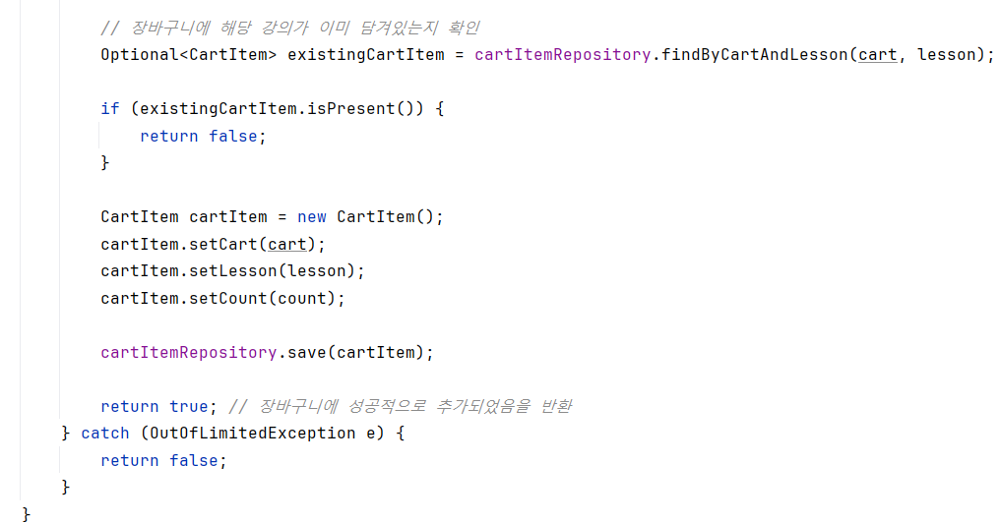 // 장바구니에 해당 강의가 이미 담겨있는지 확인
Optional<CartItem> existingCartItem = cartItemRepository.findByCartAndLesson(cart, lesson);
if (existingCartItem.isPresent()) {
return false;
}
CartItem cartItem = new CartItem();
cartItem.setCart(cart);
cartItem.setLesson(lesson);
cartItem.setCount(count);
cartItemRepository.save(cartItem);
return true; // 장바구니에 성공적으로 추가되었음을 반환
} catch (OutOfLimitedException e) {
return false;
}
}